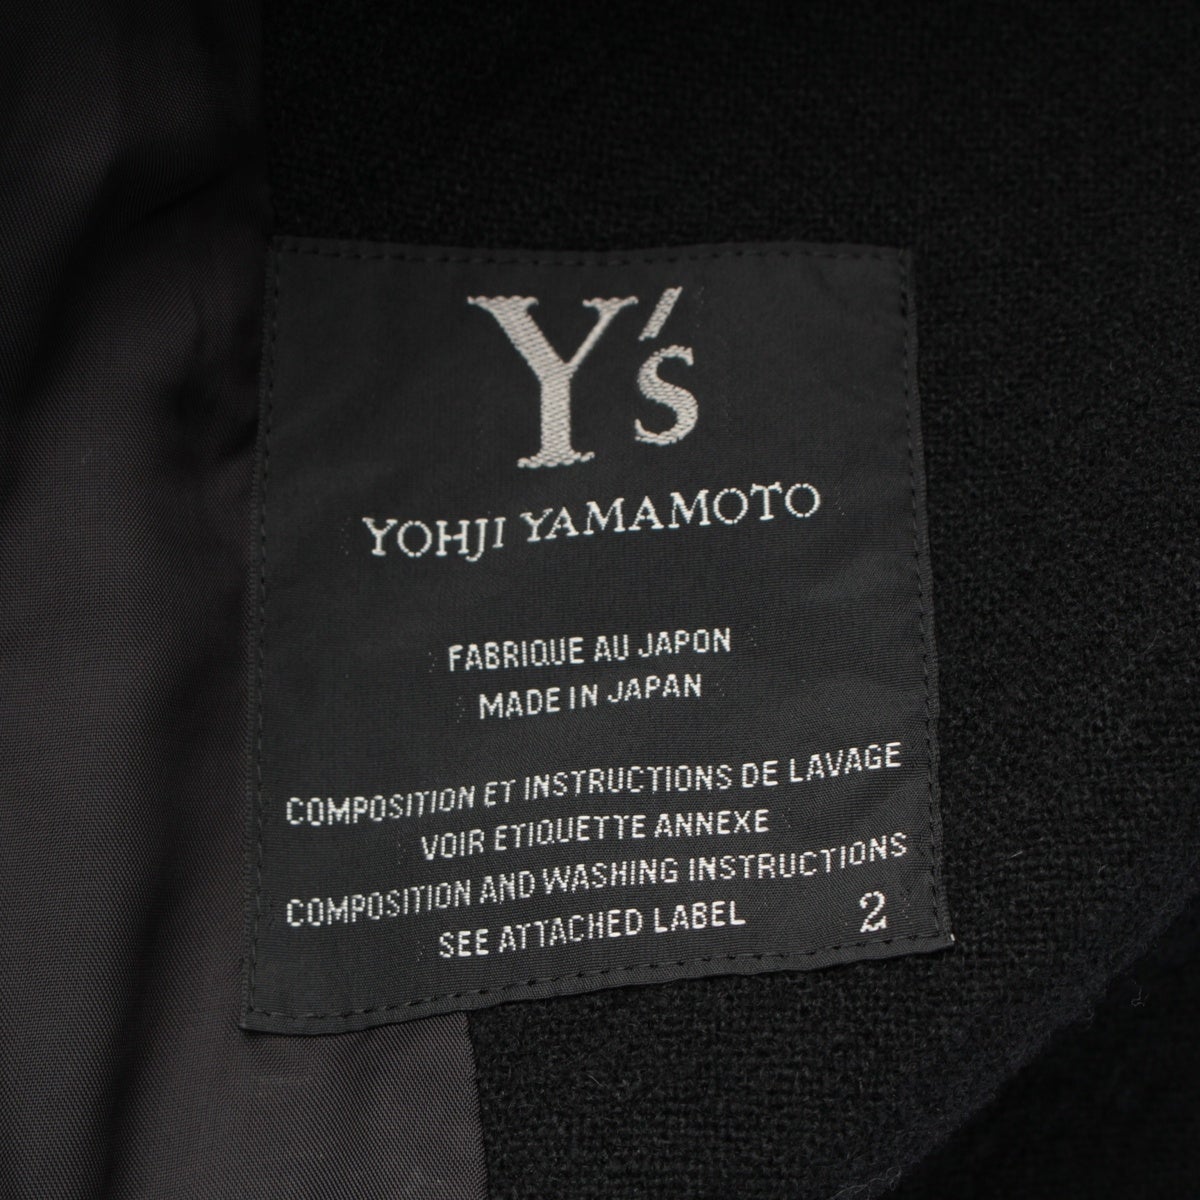 Y's
YOHJI YAMAMOTO
FABRIQUE AU JAPON
MADE IN JAPAN
COMPOSITION ET INSTRUCTIONS DE LAVAGE
VOIR ETIQUETTE ANNEXE
COMPOSITION AND WASHING INSTRUCTIONS
SEE ATTACHED LABEL 2